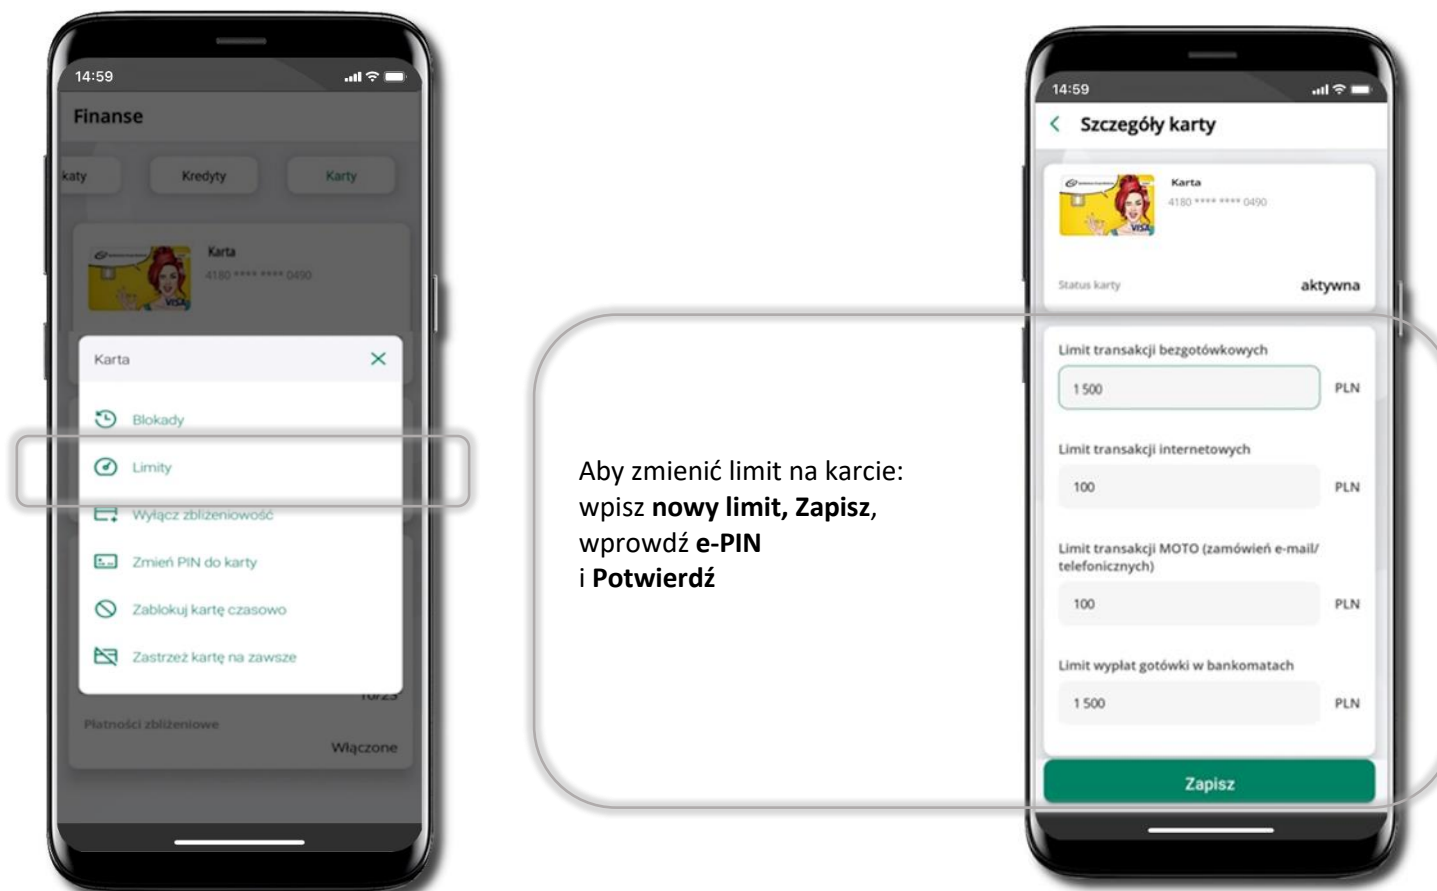 14:59
Finanse
katy
Kredyty
Karty
Karta
4180 **** **** 0490
VISA
Karta
Blokady
Limity
Wyłącz zbliżeniowość
Zmień PIN do karty
Zablokuj kartę czasowo
Zastrzeż kartę na zawsze
10/23
Płatności zbliżeniowe
Włączone
Aby zmienić limit na karcie:
wpisz nowy limit, Zapisz,
wprowdź e-PIN
i Potwierdź
14:59
Szczegóły karty
Karta
4180 **** **** 0490
VISA
Status karty
aktywna
Limit transakcji bezgotówkowych
1 500 PLN
Limit transakcji internetowych
100 PLN
Limit transakcji MOTO (zamówień e-mail/
telefonicznych)
100 PLN
Limit wypłat gotówki w bankomatach
1 500 PLN
Zapisz